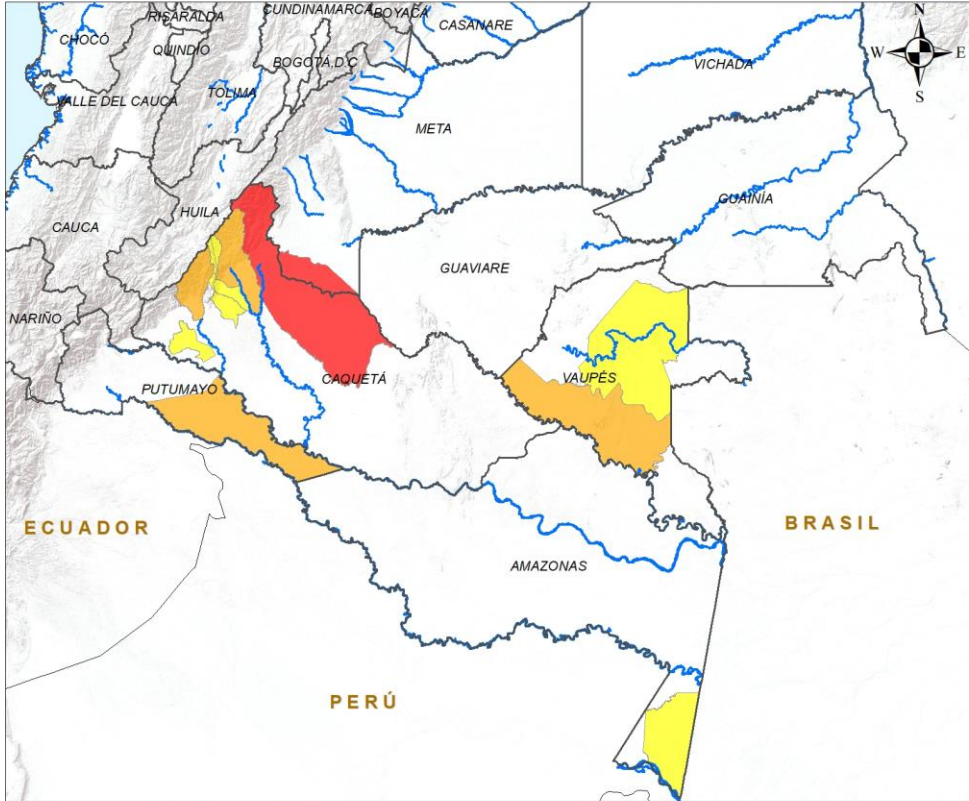 CUNDINAMARCA
BOYACÁ
RISARALDA
CASANARE
N
CHOCÓ
QUINDÍO
BOGOTÁ, D.C
W
E
VICHADA
TOLIMA
VALLE DEL CAUCA
S
META
GUAINÍA
HUILA
CAUCA
GUAVIARE
NARIÑO
CAQUETÁ
VAUPÉS
PUTUMAYO
ECUADOR
BRASIL
AMAZONAS
PERÚ